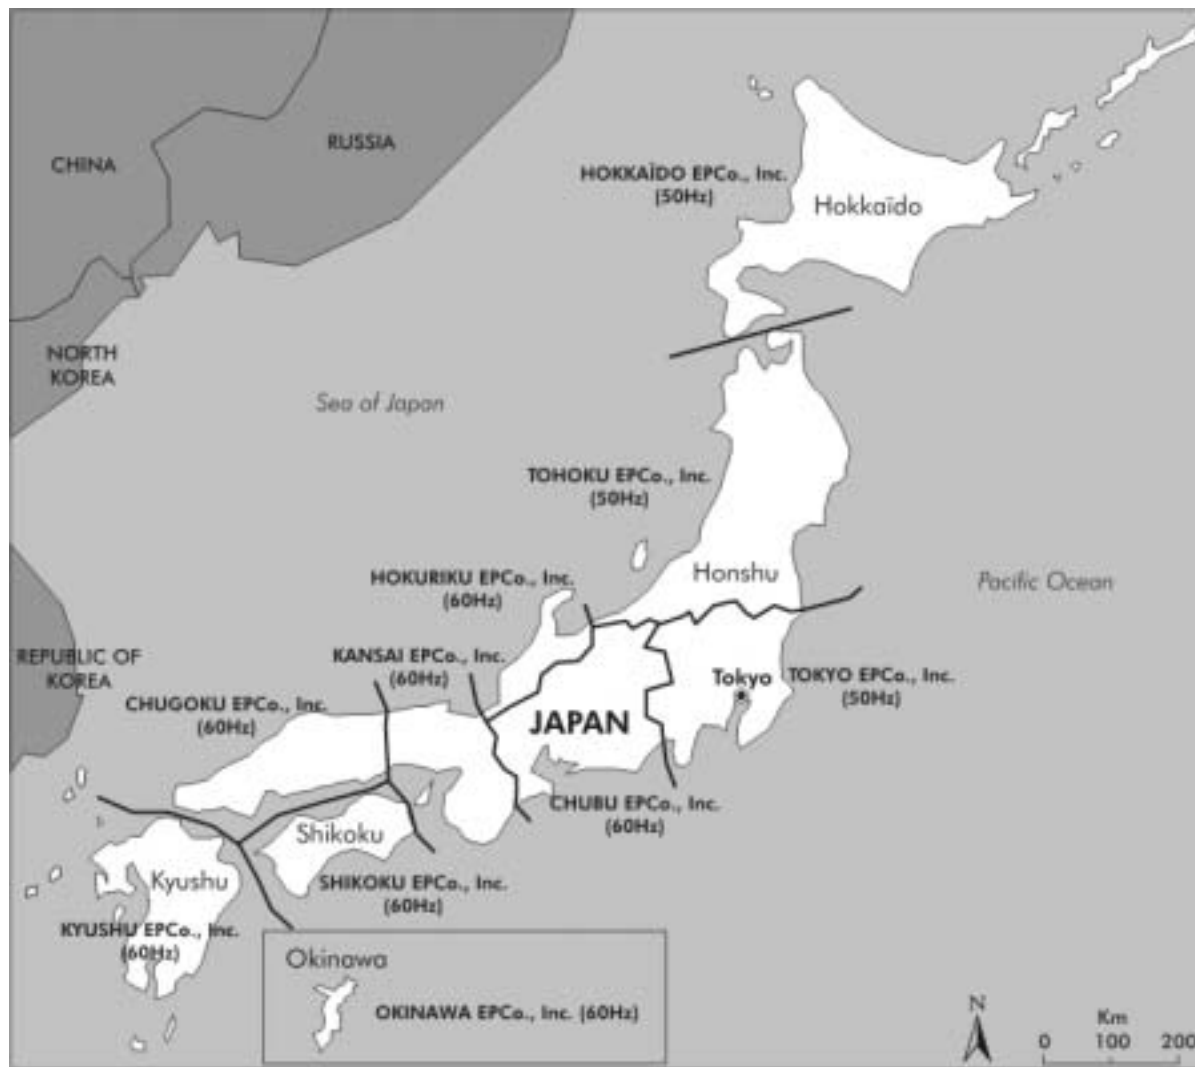 RUSSIA
CHINA
HOKKAÏDO EPCo., Inc.
(50Hz)
Hokkaïdo
NORTH
KOREA
Sea of Japan
TOHOKU EPCo., Inc.
(50Hz)
HOKURIKU EPCo., Inc.
(60Hz)
Honshu
Pacific Ocean
REPUBLIC OF
KOREA
KANSAI EPCo., Inc.
(60Hz)
Tokyo
TOKYO EPCo., Inc.
(50Hz)
CHUGOKU EPCo., Inc.
(60Hz)
JAPAN
CHUBU EPCo., Inc.
(60Hz)
Shikoku
Kyushu
SHIKOKU EPCo., Inc.
(60Hz)
KYUSHU EPCo., Inc.
(60Hz)
Okinawa
OKINAWA EPCo., Inc. (60Hz)
N
Km
0 100 200